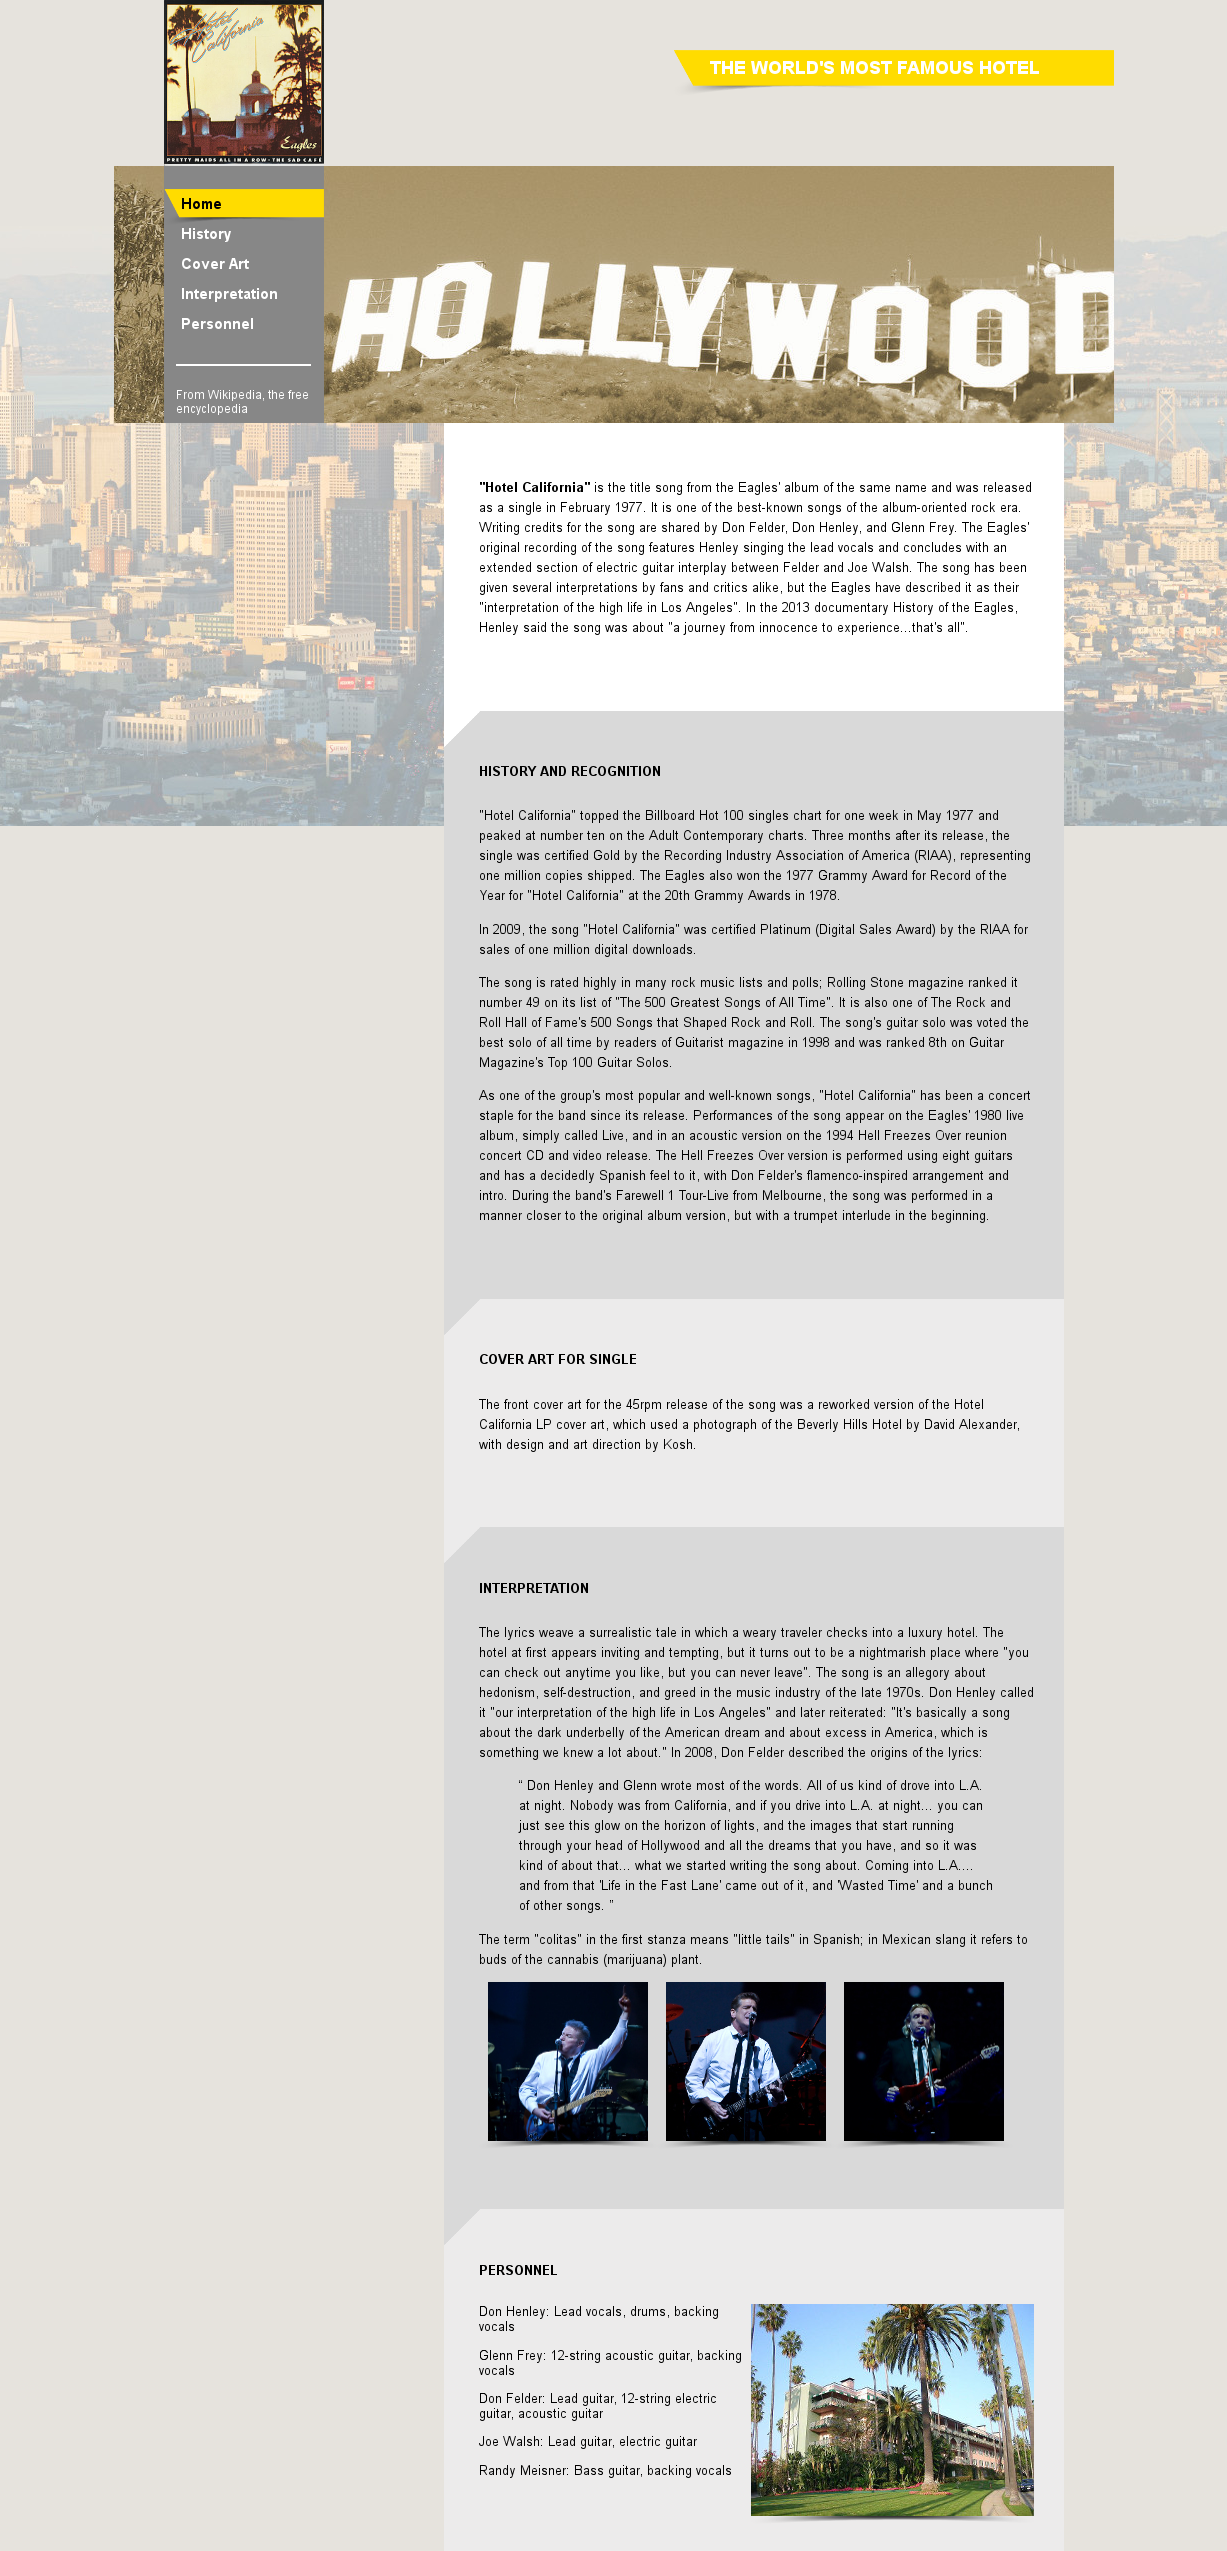 Hotel
California
Eagles
PRETTY MAIDS ALL IN A ROW • THE SAD CAFE
THE WORLD'S MOST FAMOUS HOTEL
Home
History
Cover Art
Interpretation
Personnel
From Wikipedia, the free
encyclopedia
HOLLYWOOD
"Hotel California" is the title song from the Eagles' album of the same name and was released
as a single in February 1977. It is one of the best-known songs of the album-oriented rock era.
Writing credits for the song are shared by Don Felder, Don Henley, and Glenn Frey. The Eagles'
original recording of the song features Henley singing the lead vocals and concludes with an
extended section of electric guitar interplay between Felder and Joe Walsh. The song has been
given several interpretations by fans and critics alike, but the Eagles have described it as their
"interpretation of the high life in Los Angeles". In the 2013 documentary History of the Eagles,
Henley said the song was about "a journey from innocence to experience...that's all".
HISTORY AND RECOGNITION
"Hotel California" topped the Billboard Hot 100 singles chart for one week in May 1977 and
peaked at number ten on the Adult Contemporary charts. Three months after its release, the
single was certified Gold by the Recording Industry Association of America (RIAA), representing
one million copies shipped. The Eagles also won the 1977 Grammy Award for Record of the
Year for "Hotel California" at the 20th Grammy Awards in 1978.
In 2009, the song "Hotel California" was certified Platinum (Digital Sales Award) by the RIAA for
sales of one million digital downloads.
The song is rated highly in many rock music lists and polls; Rolling Stone magazine ranked it
number 49 on its list of "The 500 Greatest Songs of All Time". It is also one of The Rock and
Roll Hall of Fame's 500 Songs that Shaped Rock and Roll. The song's guitar solo was voted the
best solo of all time by readers of Guitarist magazine in 1998 and was ranked 8th on Guitar
Magazine's Top 100 Guitar Solos.
As one of the group's most popular and well-known songs, "Hotel California" has been a concert
staple for the band since its release. Performances of the song appear on the Eagles' 1980 live
album, simply called Live, and in an acoustic version on the 1994 Hell Freezes Over reunion
concert CD and video release. The Hell Freezes Over version is performed using eight guitars
and has a decidedly Spanish feel to it, with Don Felder's flamenco-inspired arrangement and
intro. During the band's Farewell 1 Tour-Live from Melbourne, the song was performed in a
manner closer to the original album version, but with a trumpet interlude in the beginning.
COVER ART FOR SINGLE
The front cover art for the 45rpm release of the song was a reworked version of the Hotel
California LP cover art, which used a photograph of the Beverly Hills Hotel by David Alexander,
with design and art direction by Kosh.
INTERPRETATION
The lyrics weave a surrealistic tale in which a weary traveler checks into a luxury hotel. The
hotel at first appears inviting and tempting, but it turns out to be a nightmarish place where "you
can check out anytime you like, but you can never leave". The song is an allegory about
hedonism, self-destruction, and greed in the music industry of the late 1970s. Don Henley called
it "our interpretation of the high life in Los Angeles" and later reiterated: "It's basically a song
about the dark underbelly of the American dream and about excess in America, which is
something we knew a lot about." In 2008, Don Felder described the origins of the lyrics:
“ Don Henley and Glenn wrote most of the words. All of us kind of drove into L.A.
at night. Nobody was from California, and if you drive into L.A. at night... you can
just see this glow on the horizon of lights, and the images that start running
through your head of Hollywood and all the dreams that you have, and so it was
kind of about that... what we started writing the song about. Coming into L.A....
and from that 'Life in the Fast Lane' came out of it, and 'Wasted Time' and a bunch
of other songs. ”
The term "colitas" in the first stanza means "little tails" in Spanish; in Mexican slang it refers to
buds of the cannabis (marijuana) plant.
PERSONNEL
Don Henley: Lead vocals, drums, backing
vocals
Glenn Frey: 12-string acoustic guitar, backing
vocals
Don Felder: Lead guitar, 12-string electric
guitar, acoustic guitar
Joe Walsh: Lead guitar, electric guitar
Randy Meisner: Bass guitar, backing vocals